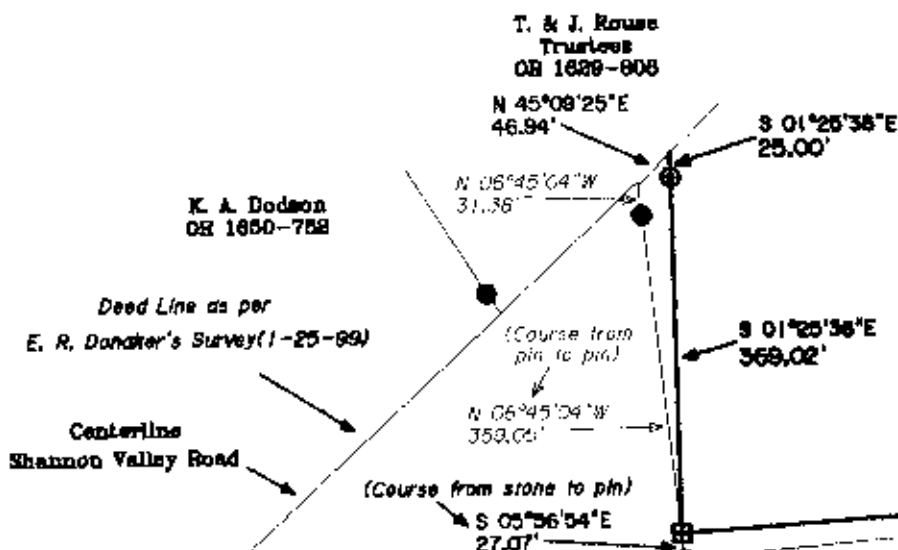 T. & J. Rouse
Trustees
OR 1629-808
N 45°09'25"E
46.94'
S 01°25'38"E
25.00'
N 06°45'04"W
31.36'
K. A. Dodson
OR 1650-752
Deed Line as per
E. R. Donaker's Survey(1-25-99)
(Course from
pin to pin)
S 01°25'38"E
369.02'
N 06°45'04"W
359.05'
Centerline
Shannon Valley Road
(Course from stone to pin)
S 05°56'54"E
27.07'